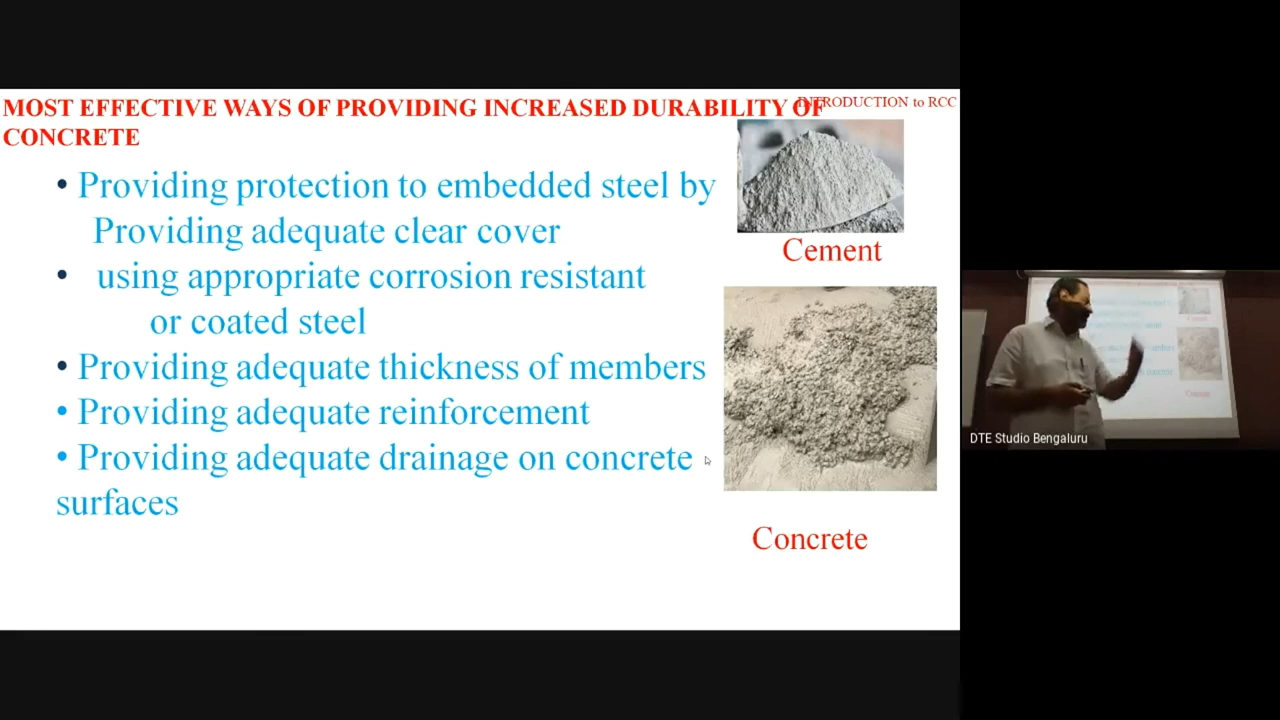 MOST EFFECTIVE WAYS OF PROVIDING INCREASED DURABILITY OF
INTRODUCTION to RCC
CONCRETE
• Providing protection to embedded steel by
Providing adequate clear cover
• using appropriate corrosion resistant
or coated steel
• Providing adequate thickness of members
• Providing adequate reinforcement
• Providing adequate drainage on concrete
surfaces
Cement
Concrete
DTE Studio Bengaluru